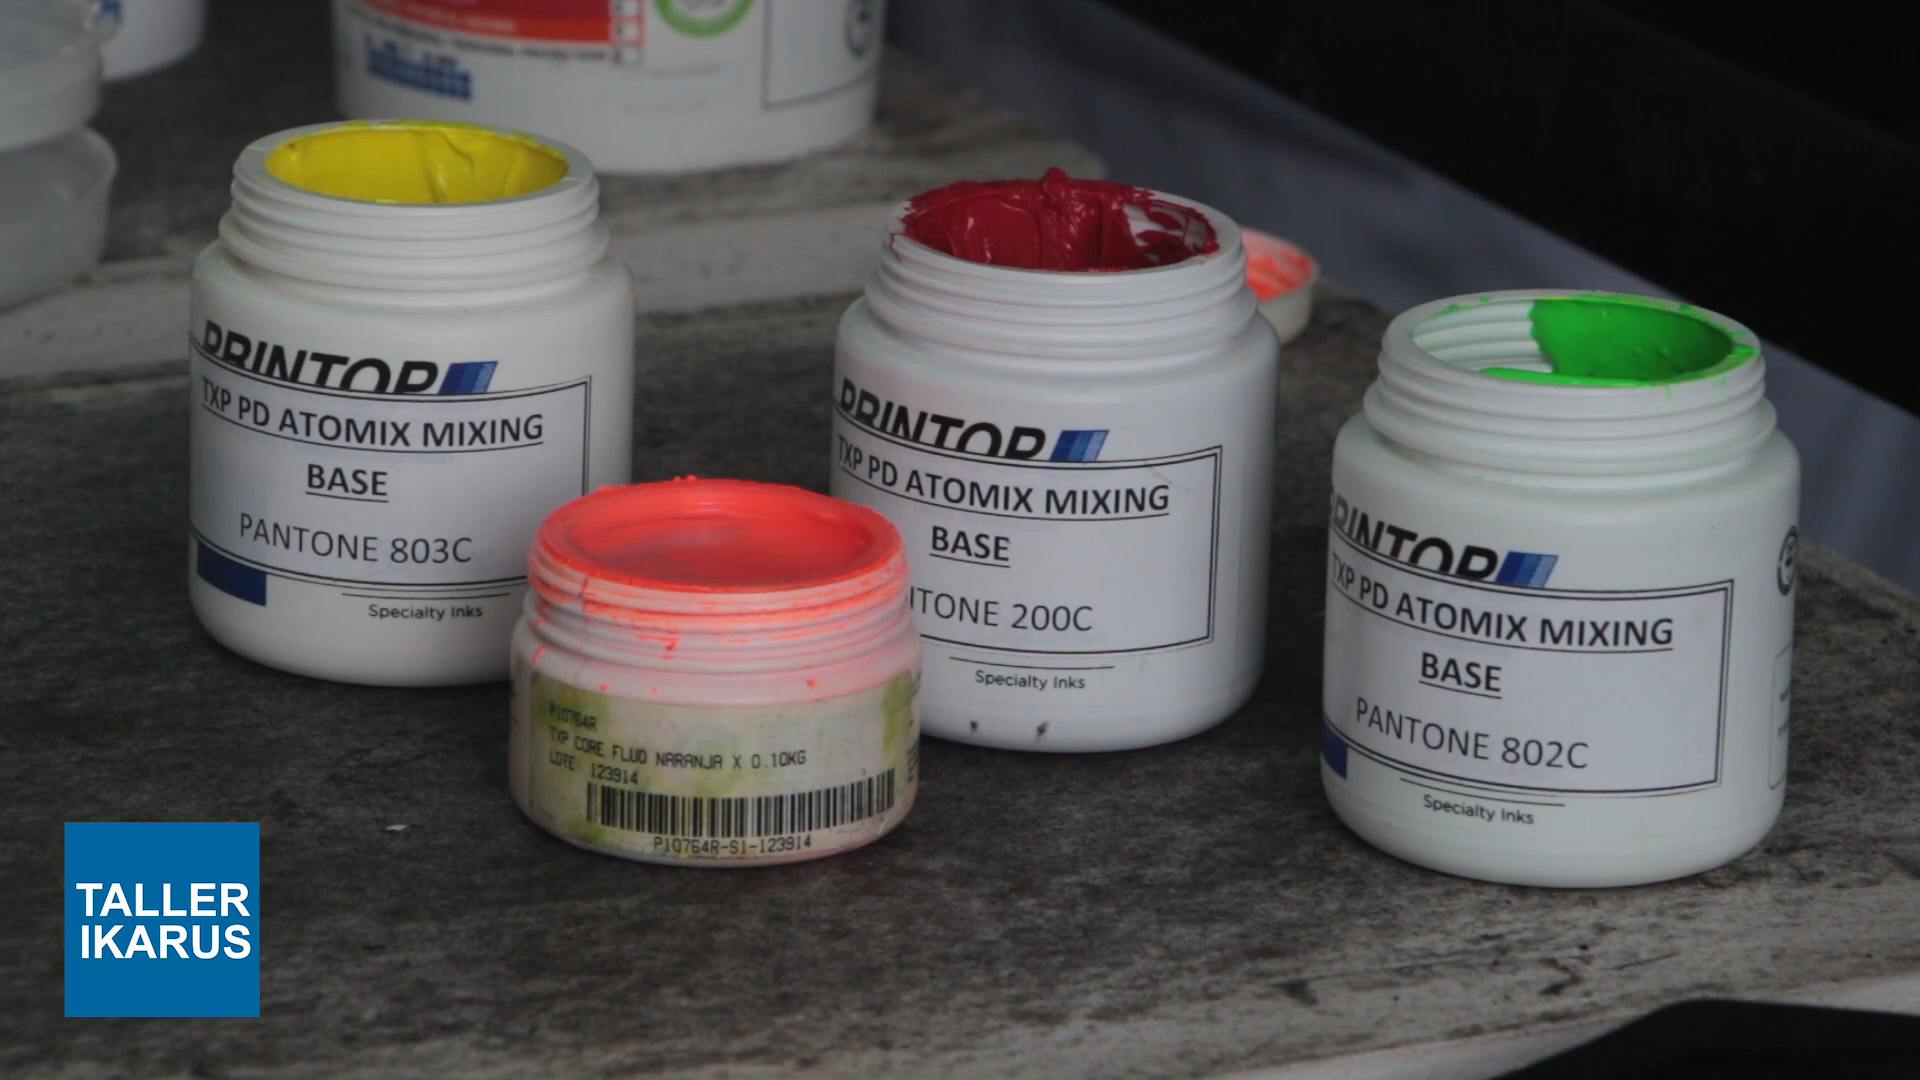 PRINTOP
TXP PD ATOMIX MIXING
BASE
PANTONE 803C
Specialty Inks
P10764R
TXP CORE FLUO NARANJA X 0.10KG
LOTE: 123914
P10764R-S1-123914
PRINTOP
TXP PD ATOMIX MIXING
BASE
NTONE 200C
Specialty Inks
PRINTOP
TXP PD ATOMIX MIXING
BASE
PANTONE 802C
Specialty Inks
TALLER
IKARUS